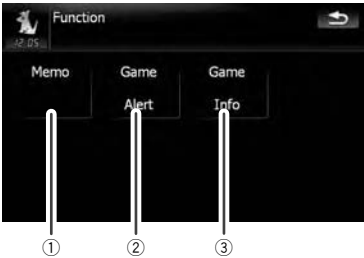 Function
12:05
Memo
Game
Game
Alert
Info
① ② ③